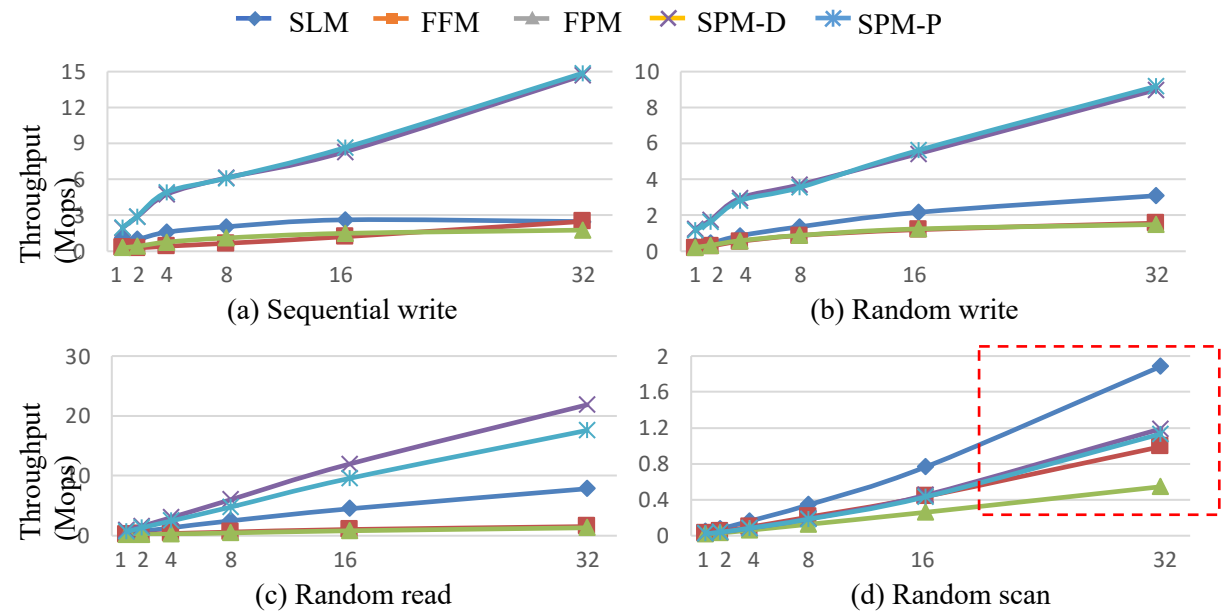 SLM FFM FPM SPM-D SPM-P
Throughput
(Mops)
15
12
9
6
3
0
1 2 4 8 16 32
(a) Sequential write
10
8
6
4
2
0
1 2 4 8 16 32
(b) Random write
Throughput
(Mops)
30
20
10
0
1 2 4 8 16 32
(c) Random read
2
1.6
1.2
0.8
0.4
0
1 2 4 8 16 32
(d) Random scan